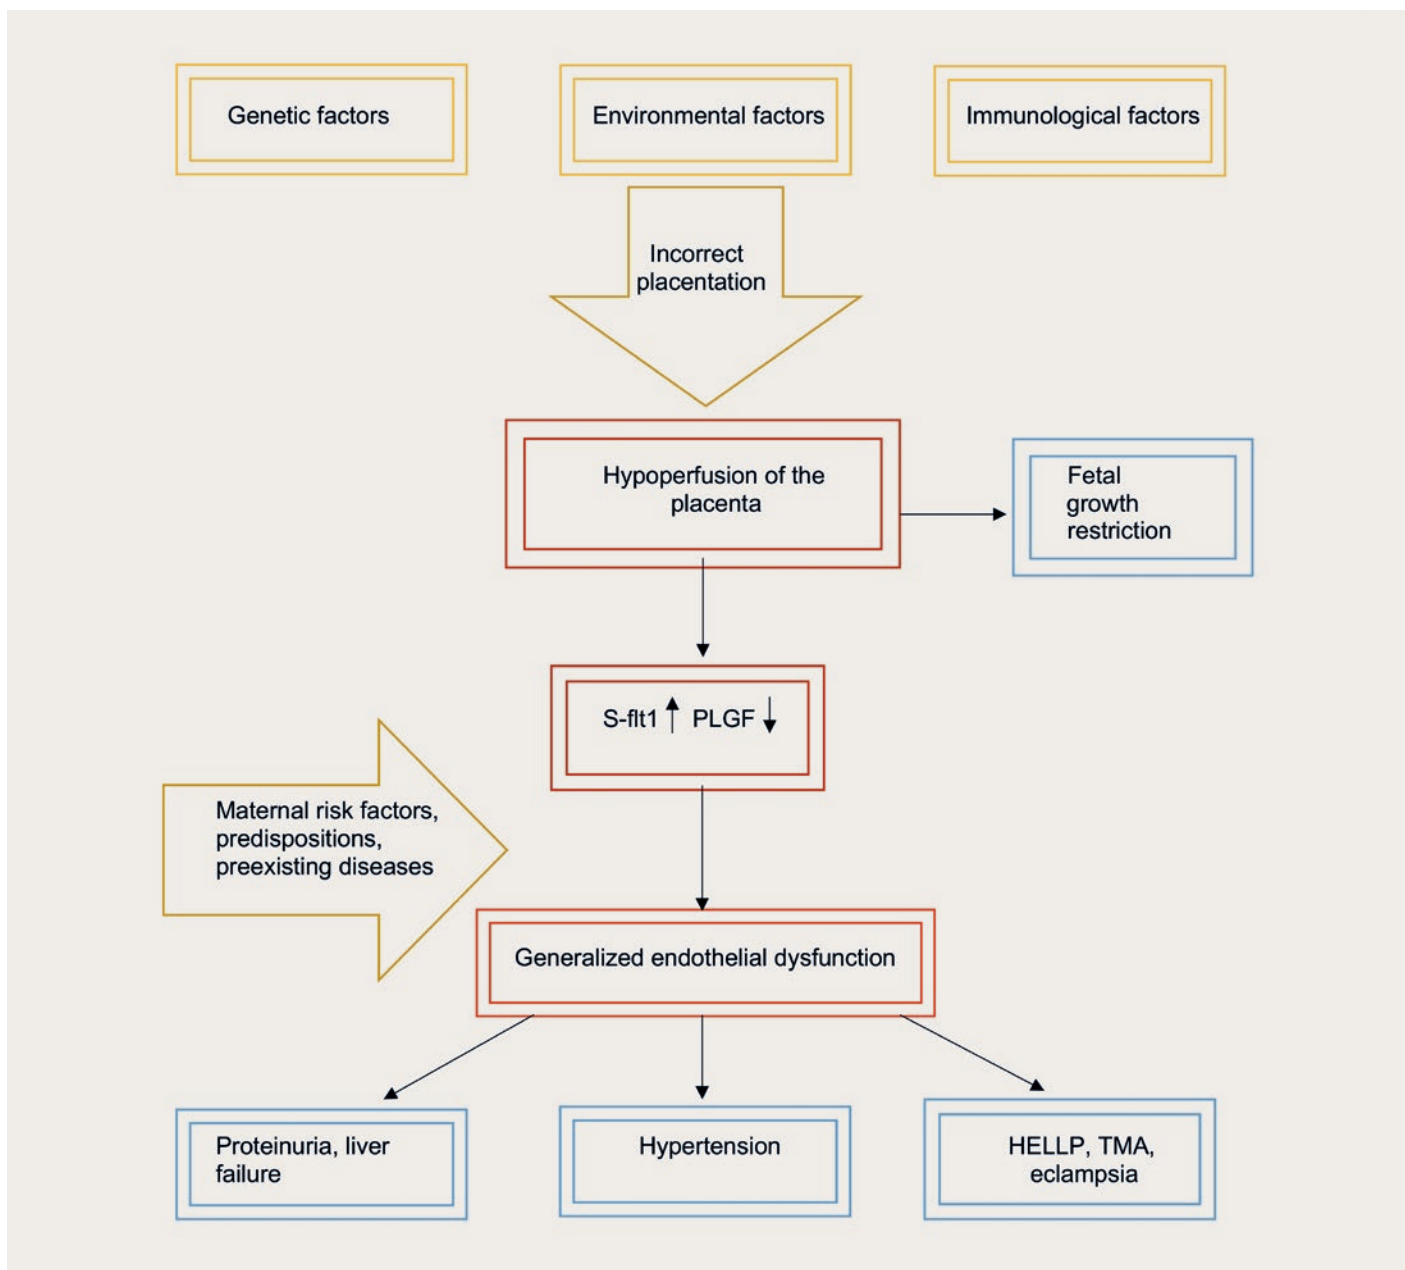 Genetic factors
Environmental factors
Immunological factors
Incorrect
placentation
Hypoperfusion of the
placenta
Fetal
growth
restriction
S-flt1 ↑ PLGF ↓
Maternal risk factors,
predispositions,
preexisting diseases
Generalized endothelial dysfunction
Proteinuria, liver
failure
Hypertension
HELLP, TMA,
eclampsia